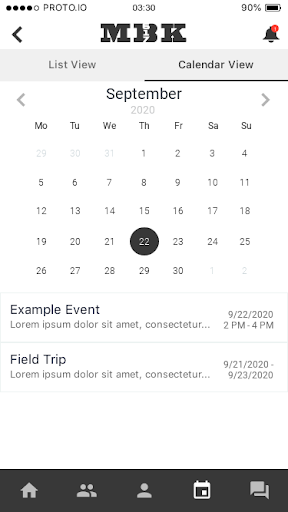 PROTO.IO 03:30 90%
MBK
List View Calendar View
September
2020
Mo Tu We Th Fr Sa Su
29 30 31 1 2 3 4
5 5 7 8 9 10 11
12 12 14 15 16 17 18
19 19 21 22 23 24 25
26 26 28 29 30 1 2
Example Event 9/22/2020
Lorem ipsum dolor sit amet, consectetur... 2 PM - 4 PM
Field Trip 9/21/2020 -
Lorem ipsum dolor sit amet, consectetur... 9/23/2020